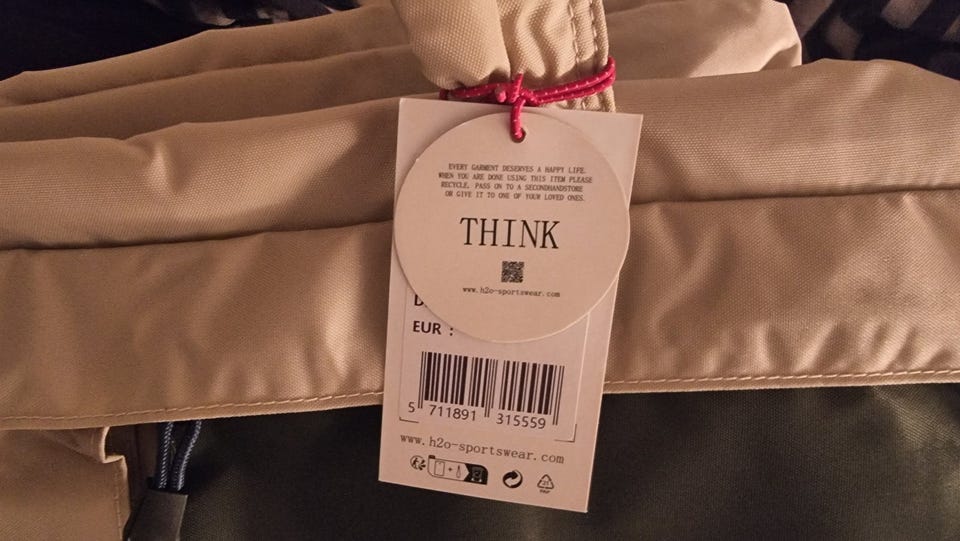 EVERY GARMENT DESERVES A HAPPY LIFE.
WHEN YOU ARE DONE USING THIS ITEM PLEASE
RECYCLE, PASS ON TO A SECONDHANDSTORE
OR GIVE IT TO ONE OF YOUR LOVED ONES.
THINK
www.h2o-sportswear.com
EUR :
5 711891 315559
www.h2o-sportswear.com
PAP